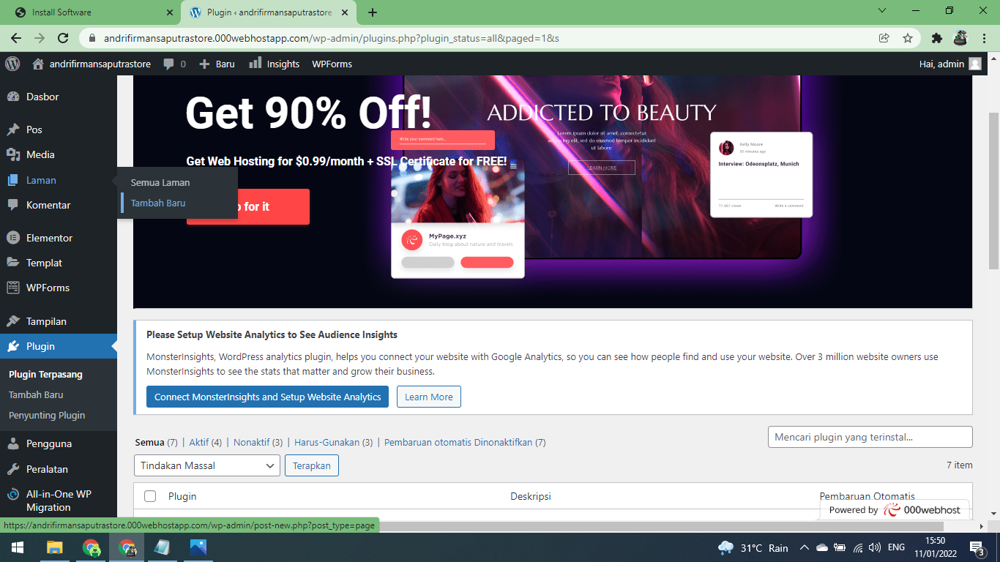 Install Software
Plugin ‹ andrifirmansaputrastore
andrifirmansaputrastore.000webhostapp.com/wp-admin/plugins.php?plugin_status=all&paged=1&s
andrifirmansaputrastore
0
Baru
Insights
WPForms
Hai, admin
Dasbor
Pos
Media
Laman
Komentar
Elementor
Templat
WPForms
Tampilan
Plugin
Plugin Terpasang
Tambah Baru
Penyunting Plugin
Pengguna
Peralatan
All-in-One WP
Migration
Semua Laman
Tambah Baru
Get 90% Off!
Get Web Hosting for $0.99/month + SSL Certificate for FREE!
for it
Write your comment here...
ADDICTED TO BEAUTY
Lorem ipsum dolor sit amet, consectetur
adipiscing elit, sed do eiusmod tempor incididunt
ut labore
LEARN MORE
Kelly Moore
35 minutes ago
Interview: Odeonsplatz, Munich
views
Write a comment
MyPage.xyz
Daily blog about nature and travels
Please Setup Website Analytics to See Audience Insights
MonsterInsights, WordPress analytics plugin, helps you connect your website with Google Analytics, so you can see how people find and use your website. Over 3 million website owners use
MonsterInsights to see the stats that matter and grow their business.
Connect MonsterInsights and Setup Website Analytics
Learn More
Semua (7) | Aktif (4) | Nonaktif (3) | Harus-Gunakan (3) | Pembaruan otomatis Dinonaktifkan (7)
Mencari plugin yang terinstal...
Tindakan Massal
Terapkan
7 item
Plugin
Deskripsi
Pembaruan Otomatis
Powered by 000webhost
https://andrifirmansaputrastore.000webhostapp.com/wp-admin/post-new.php?post_type=page
31°C Rain
ENG
15:50
11/01/2022
3